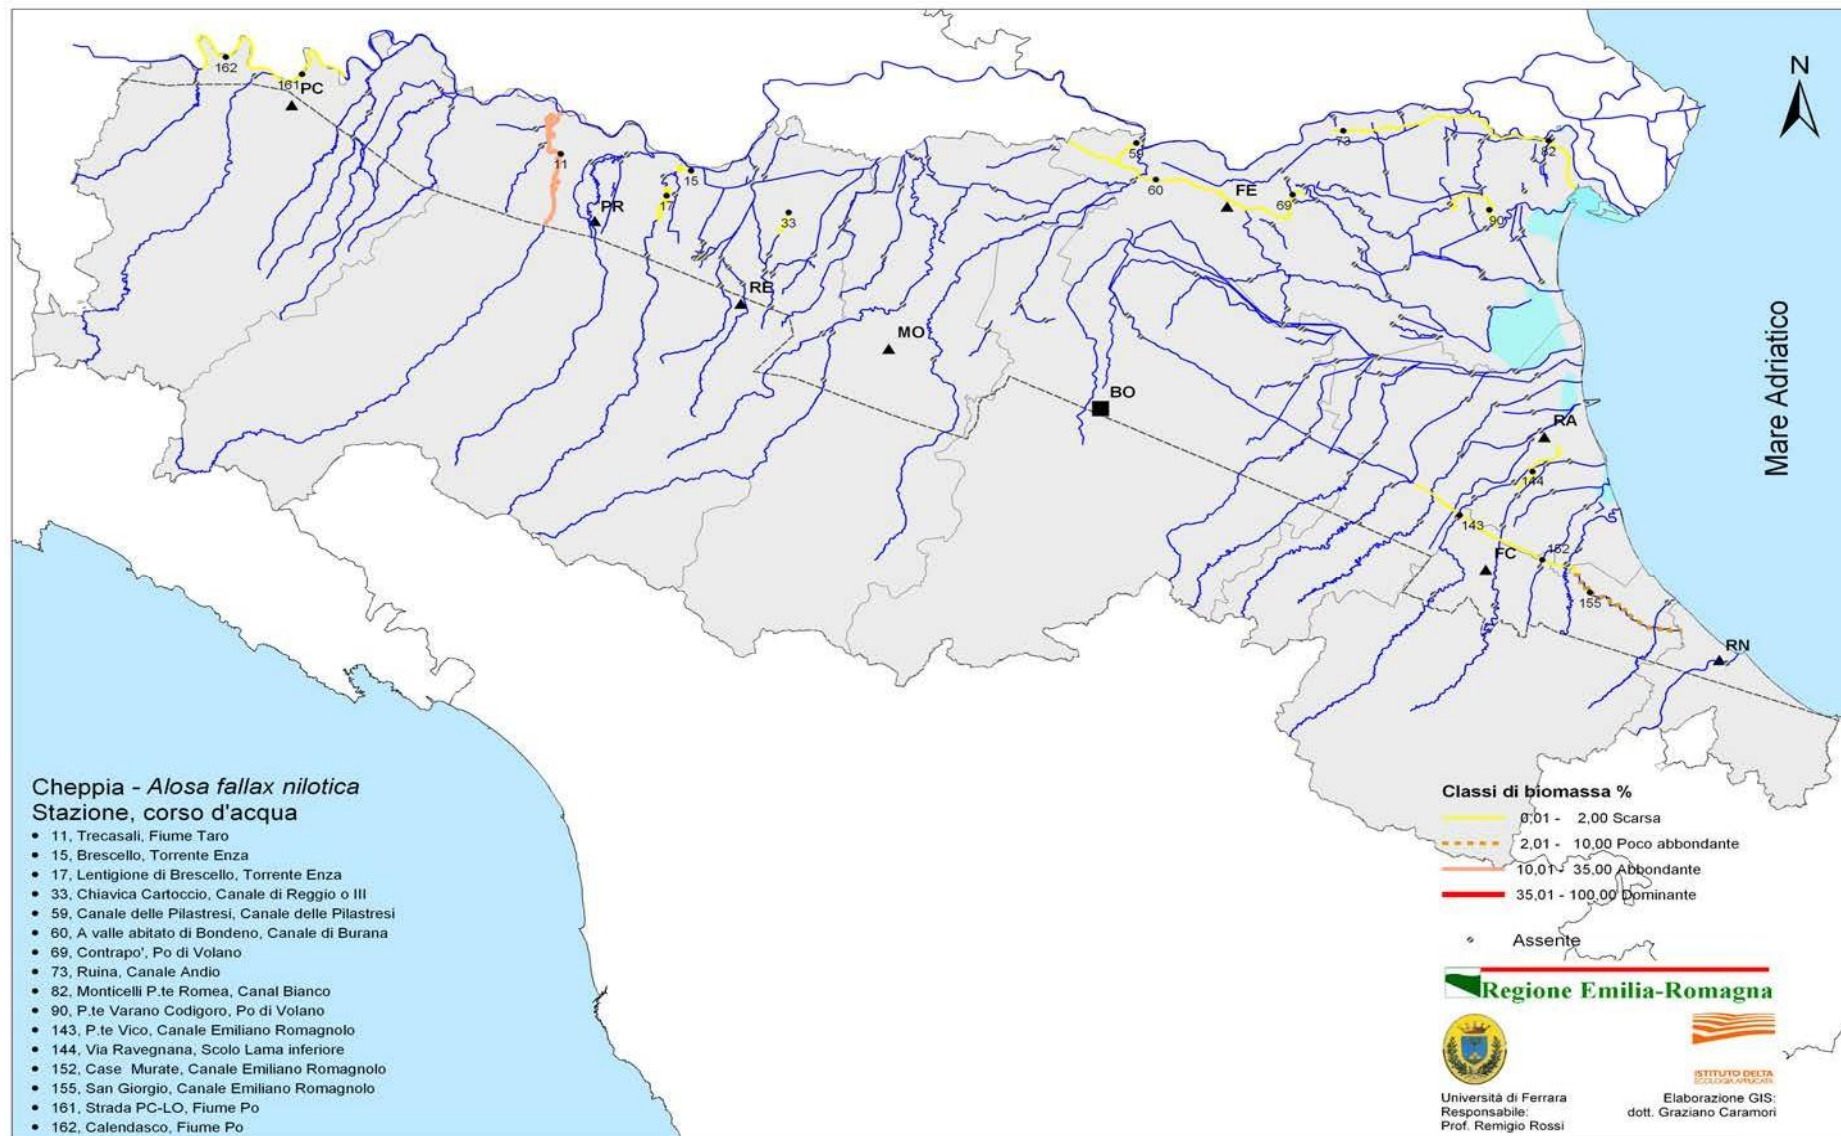 N
162
161
PC
11
PR
15
17
33
RE
MO
59
60
FE
69
73
82
90
BO
RA
144
143
FC
152
155
RN
Mare Adriatico
Cheppia - Alosa fallax nilotica
Stazione, corso d'acqua
11, Trecasali, Fiume Taro
15, Brescello, Torrente Enza
17, Lentigione di Brescello, Torrente Enza
33, Chiavica Cartoccio, Canale di Reggio o III
59, Canale delle Pilastresi, Canale delle Pilastresi
60, A valle abitato di Bondeno, Canale di Burana
69, Contrapo', Po di Volano
73, Ruina, Canale Andio
82, Monticelli P.te Romea, Canal Bianco
90, P.te Varano Codigoro, Po di Volano
143, P.te Vico, Canale Emiliano Romagnolo
144, Via Ravegnana, Scolo Lama inferiore
152, Case Murate, Canale Emiliano Romagnolo
155, San Giorgio, Canale Emiliano Romagnolo
161, Strada PC-LO, Fiume Po
162, Calendasco, Fiume Po
Classi di biomassa %
0,01 - 2,00 Scarsa
2,01 - 10,00 Poco abbondante
10,01 - 35,00 Abbondante
35,01 - 100,00 Dominante
Assente
Regione Emilia-Romagna
ISTITUTO DELTA
ECOLOGIA APPLICATA
Università di Ferrara
Responsabile:
Prof. Remigio Rossi
Elaborazione GIS:
dott. Graziano Caramori